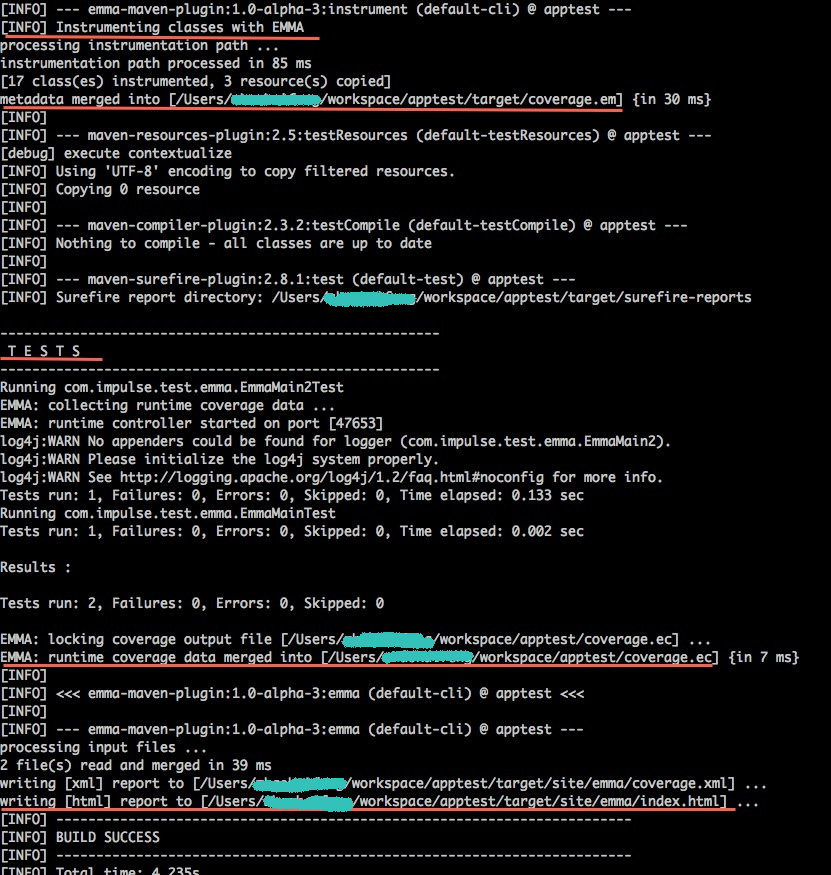 [INFO] --- emma-maven-plugin:1.0-alpha-3:instrument (default-cli) @ apptest ---
[INFO] Instrumenting classes with EMMA
processing instrumentation path ...
instrumentation path processed in 85 ms
[17 class(es) instrumented, 3 resource(s) copied]
metadata merged into [/Users/ /workspace/apptest/target/coverage.em] {in 30 ms}
[INFO]
[INFO] --- maven-resources-plugin:2.5:testResources (default-testResources) @ apptest ---
[debug] execute contextualize
[INFO] Using 'UTF-8' encoding to copy filtered resources.
[INFO] Copying 0 resource
[INFO]
[INFO] --- maven-compiler-plugin:2.3.2:testCompile (default-testCompile) @ apptest ---
[INFO] Nothing to compile - all classes are up to date
[INFO]
[INFO] --- maven-surefire-plugin:2.8.1:test (default-test) @ apptest ---
[INFO] Surefire report directory: /Users/ /workspace/apptest/target/surefire-reports
-------------------------------------------------------
T E S T S
-------------------------------------------------------
Running com.impulse.test.emma.EmmaMain2Test
EMMA: collecting runtime coverage data ...
EMMA: runtime controller started on port [47653]
log4j:WARN No appenders could be found for logger (com.impulse.test.emma.EmmaMain2).
log4j:WARN Please initialize the log4j system properly.
log4j:WARN See http://logging.apache.org/log4j/1.2/faq.html#noconfig for more info.
Tests run: 1, Failures: 0, Errors: 0, Skipped: 0, Time elapsed: 0.133 sec
Running com.impulse.test.emma.EmmaMainTest
Tests run: 1, Failures: 0, Errors: 0, Skipped: 0, Time elapsed: 0.002 sec
Results :
Tests run: 2, Failures: 0, Errors: 0, Skipped: 0
EMMA: locking coverage output file [/Users/ /workspace/apptest/coverage.ec] ...
EMMA: runtime coverage data merged into [/Users/ /workspace/apptest/coverage.ec] {in 7 ms}
[INFO]
[INFO] <<< emma-maven-plugin:1.0-alpha-3:emma (default-cli) @ apptest <<<
[INFO]
[INFO] --- emma-maven-plugin:1.0-alpha-3:emma (default-cli) @ apptest ---
processing input files ...
2 file(s) read and merged in 39 ms
writing [xml] report to [/Users/ /workspace/apptest/target/site/emma/coverage.xml] ...
writing [html] report to [/Users/ /workspace/apptest/target/site/emma/index.html] ...
[INFO] ------------------------------------------------------------------------
[INFO] BUILD SUCCESS
[INFO] ------------------------------------------------------------------------
[INFO] Total time: 4.235s